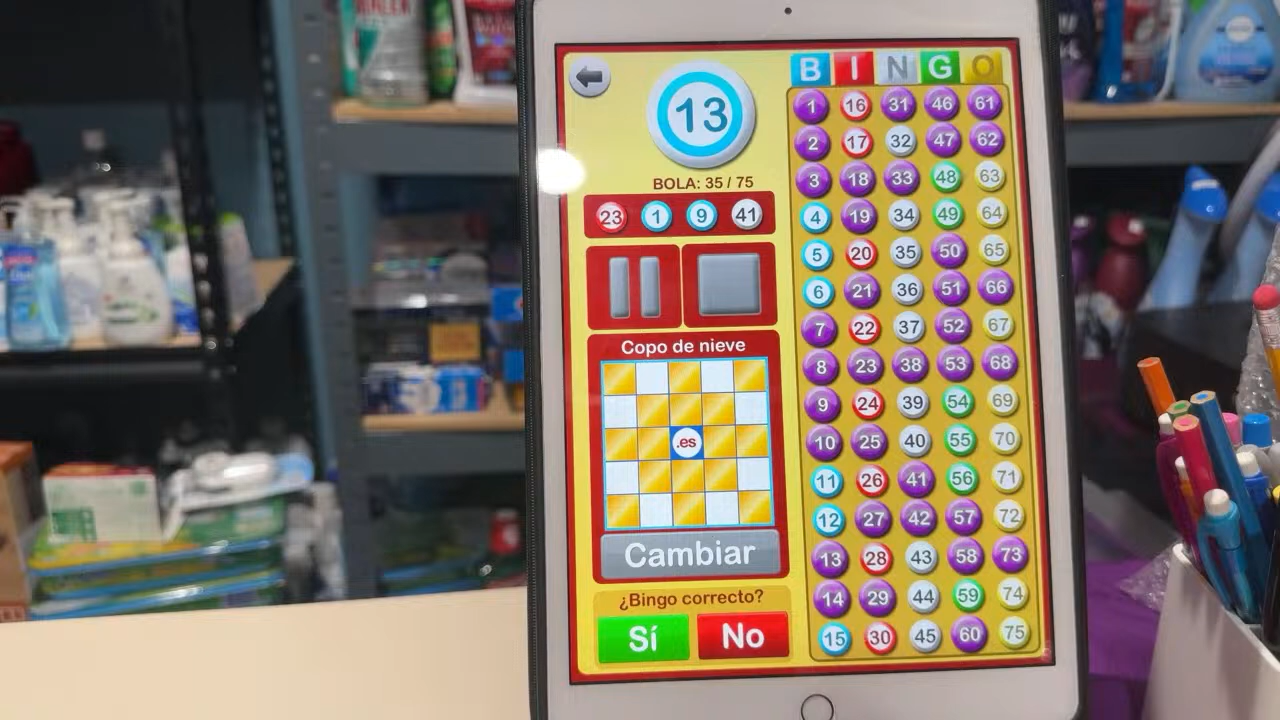 B I N G O
13
BOLA: 35 / 75
23 1 9 41
Copo de nieve
.es
Cambiar
¿Bingo correcto?
Sí No
1 16 31 46 61
2 17 32 47 62
3 18 33 48 63
4 19 34 49 64
5 20 35 50 65
6 21 36 51 66
7 22 37 52 67
8 23 38 53 68
9 24 39 54 69
10 25 40 55 70
11 26 41 56 71
12 27 42 57 72
13 28 43 58 73
14 29 44 59 74
15 30 45 60 75